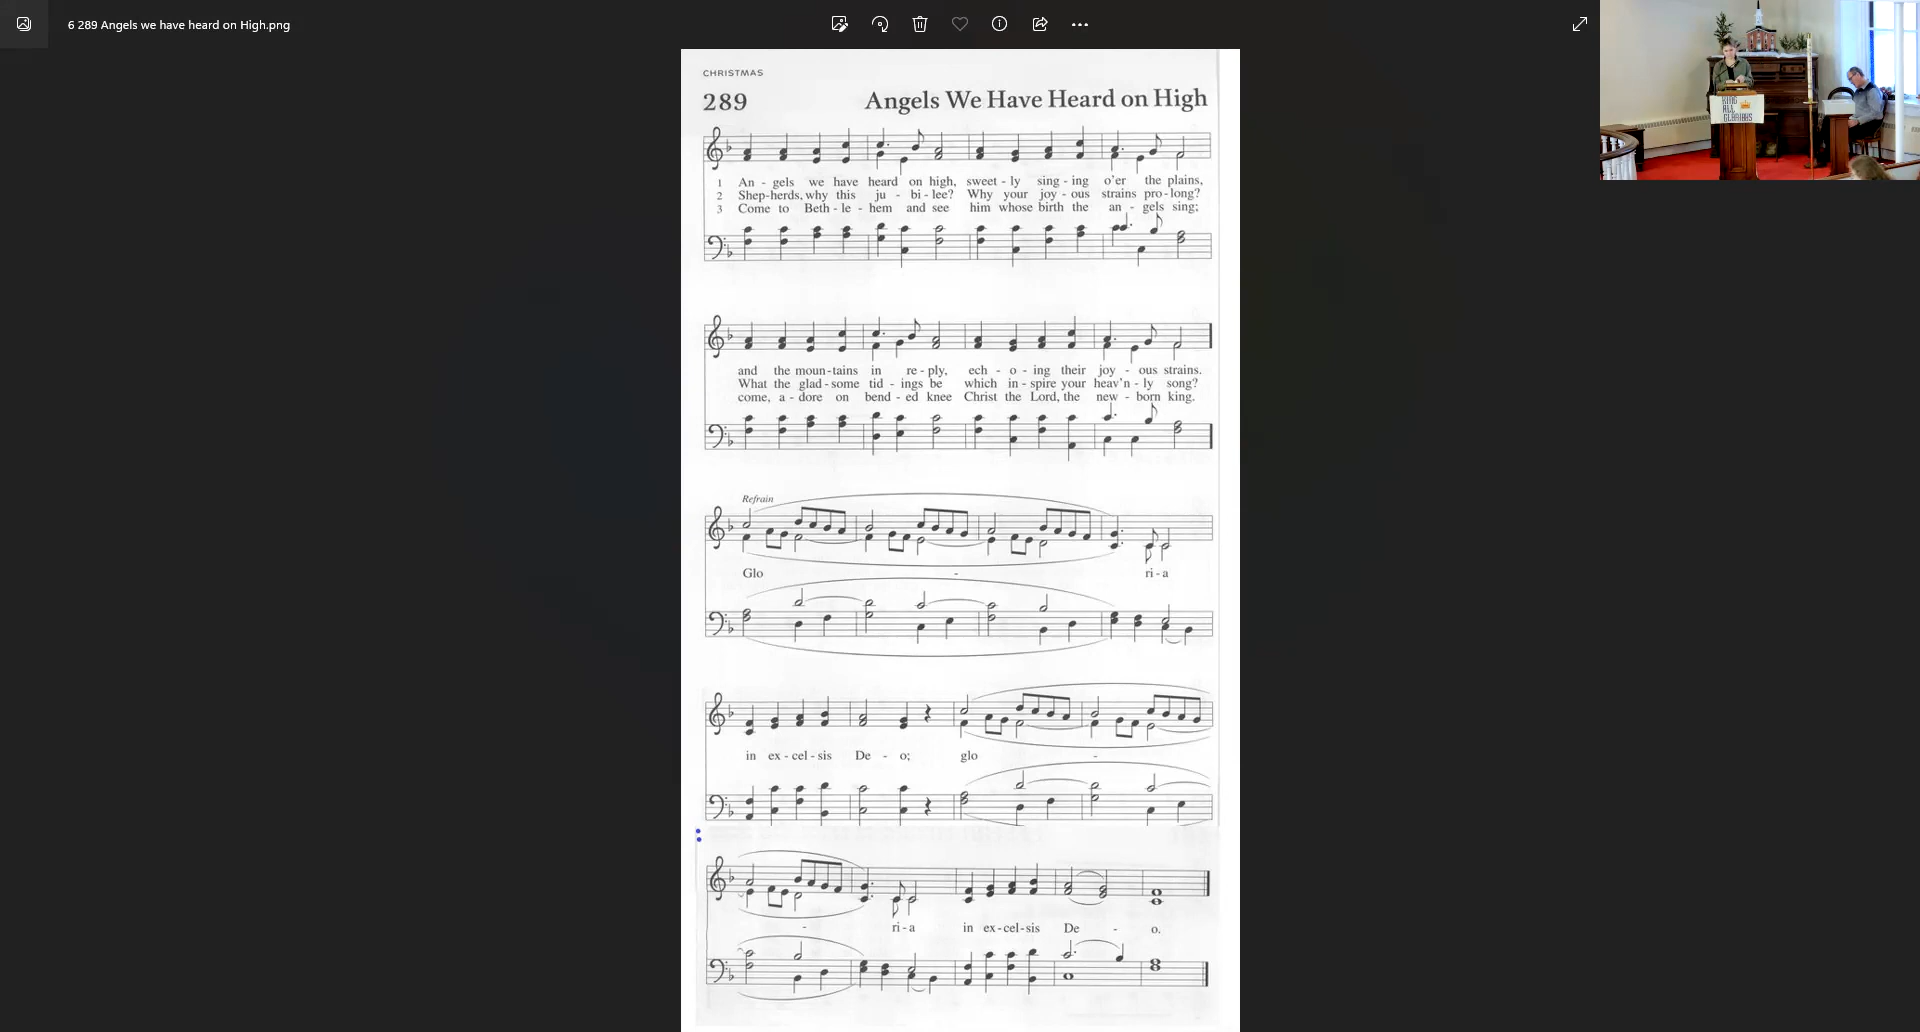 6 289 Angels we have heard on High.png
CHRISTMAS
289 Angels We Have Heard on High
1 An - gels we have heard on high, sweet - ly sing - ing o'er the plains,
2 Shep-herds, why this ju - bi - lee? Why your joy - ous strains pro - long?
3 Come to Beth - le - hem and see him whose birth the an - gels sing;
and the moun-tains in re - ply, ech - o - ing their joy - ous strains.
What the glad - some tid - ings be which in - spire your heav'n - ly song?
come, a - dore on bend - ed knee Christ the Lord, the new - born king.
Refrain
Glo - ri - a
in ex - cel - sis De - o; glo -
- ri - a in ex - cel - sis De - o.
KING
ALL
GLORIOUS